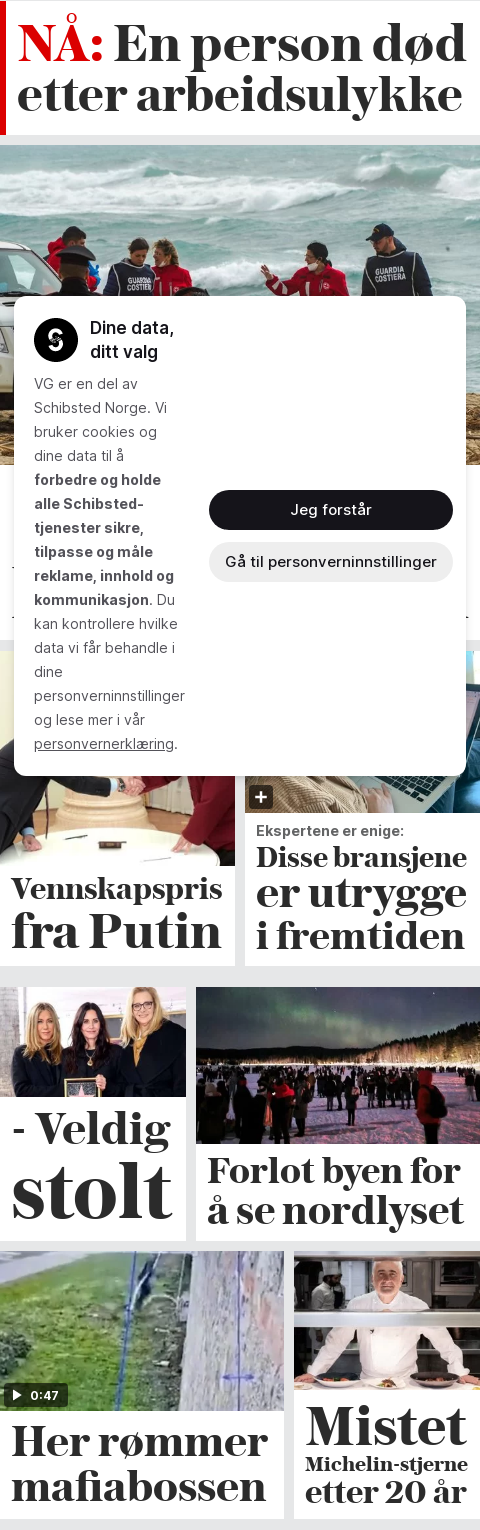 NÅ: En person død
etter arbeidsulykke
GUARDIA
COSTIERA
GUARDIA
COSTIERA
Dine data,
ditt valg
VG er en del av
Schibsted Norge. Vi
bruker cookies og
dine data til å
forbedre og holde
alle Schibsted-
tjenester sikre,
tilpasse og måle
reklame, innhold og
kommunikasjon. Du
kan kontrollere hvilke
data vi får behandle i
dine
personverninnstillinger
og lese mer i vår
personvernerklæring.
Jeg forstår
Gå til personverninnstillinger
Vennskapspris
fra Putin
Ekspertene er enige:
Disse bransjene
er utrygge
i fremtiden
- Veldig
stolt
Forlot byen for
å se nordlyset
0:47
Her rømmer
mafiabossen
Mistet
Michelin-stjerne
etter 20 år